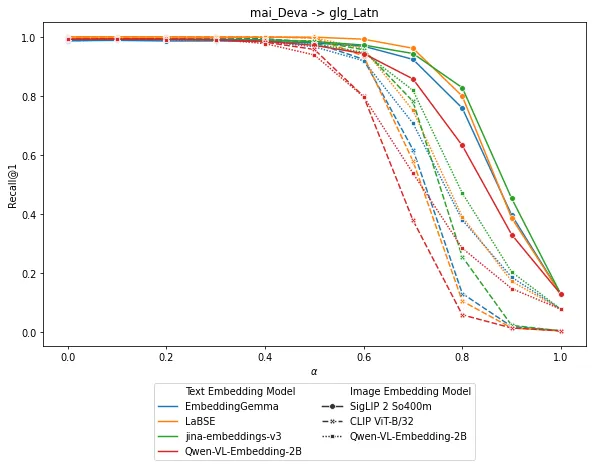 mai_Deva -> glg_Latn
1.0
0.8
0.6
0.4
0.2
0.0
Recall@1
0.0 0.2 0.4 0.6 0.8 1.0
α
Text Embedding Model
EmbeddingGemma
LaBSE
jina-embeddings-v3
Qwen-VL-Embedding-2B
Image Embedding Model
SigLIP 2 So400m
CLIP ViT-B/32
Qwen-VL-Embedding-2B